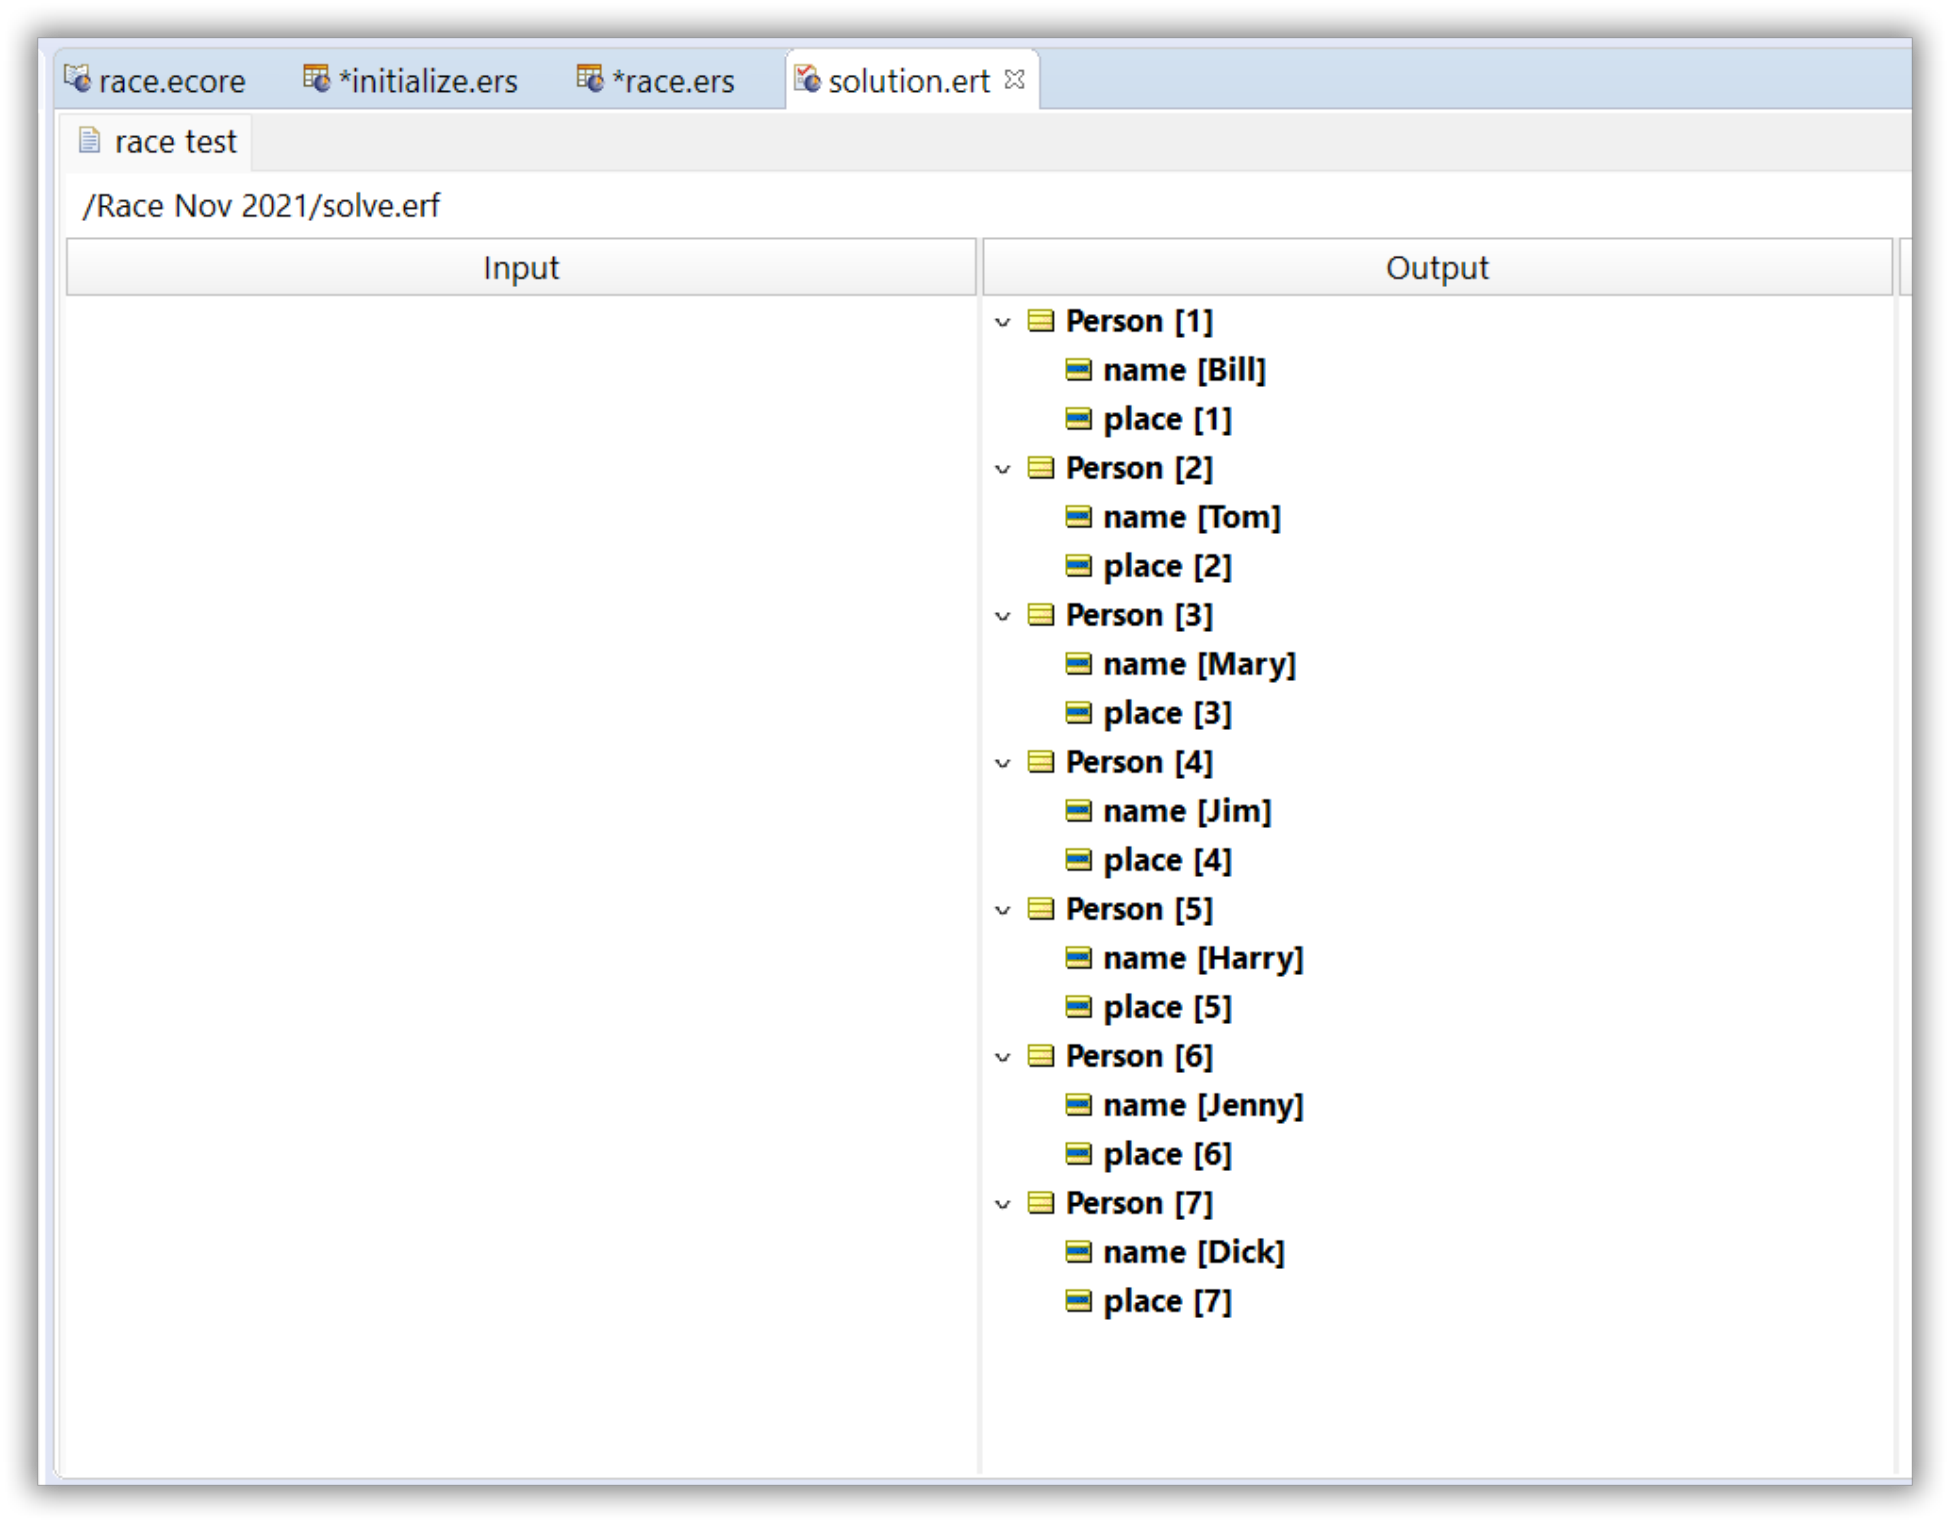 race.ecore *initialize.ers *race.ers solution.ert
race test
/Race Nov 2021/solve.erf
Input Output
Person [1]
name [Bill]
place [1]
Person [2]
name [Tom]
place [2]
Person [3]
name [Mary]
place [3]
Person [4]
name [Jim]
place [4]
Person [5]
name [Harry]
place [5]
Person [6]
name [Jenny]
place [6]
Person [7]
name [Dick]
place [7]